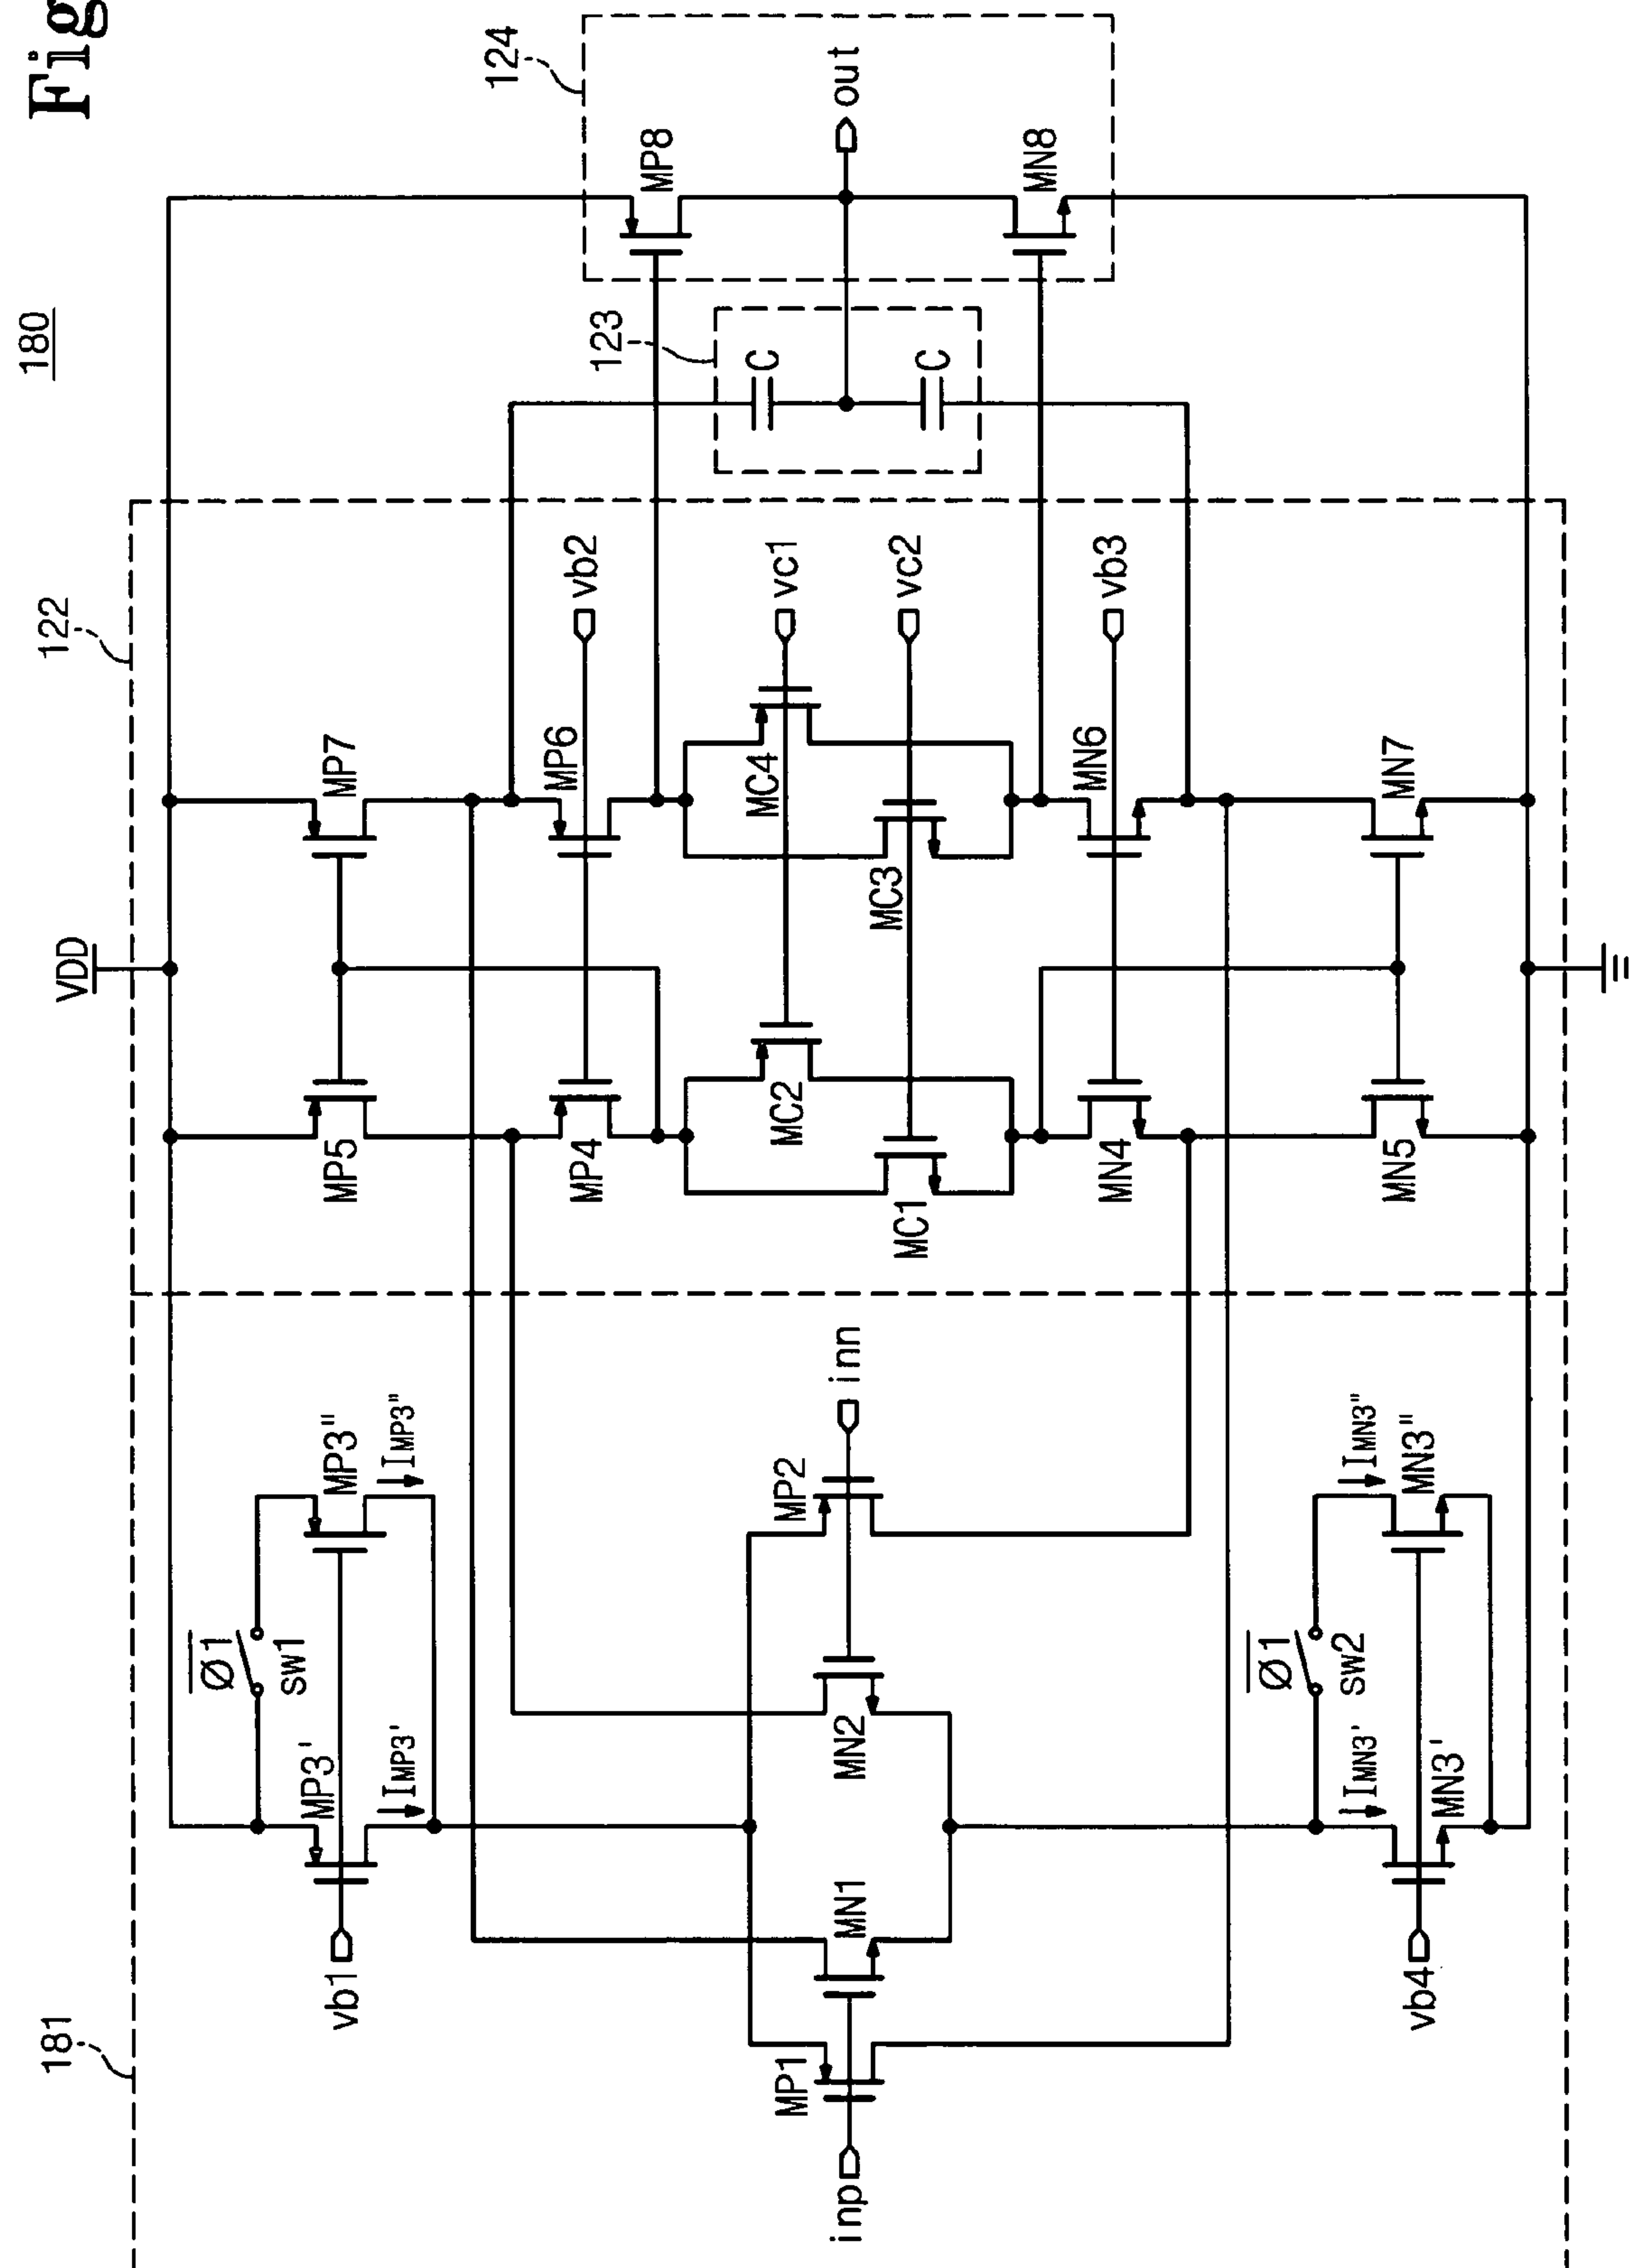 Fig
180
181
122
123
124
VDD
vb1
MP3'
IMP3'
Ø1
sw1
MP3"
IMP3"
MP5
MP7
MP4
MP6
vb2
MP8
inp
MP1
MN1
MN2
MP2
inn
MC1
MC2
MC3
MC4
vc1
vc2
C
C
out
MN4
MN6
vb3
MN8
vb4
MN3'
IMN3'
Ø1
sw2
MN3"
IMN3"
MN5
MN7